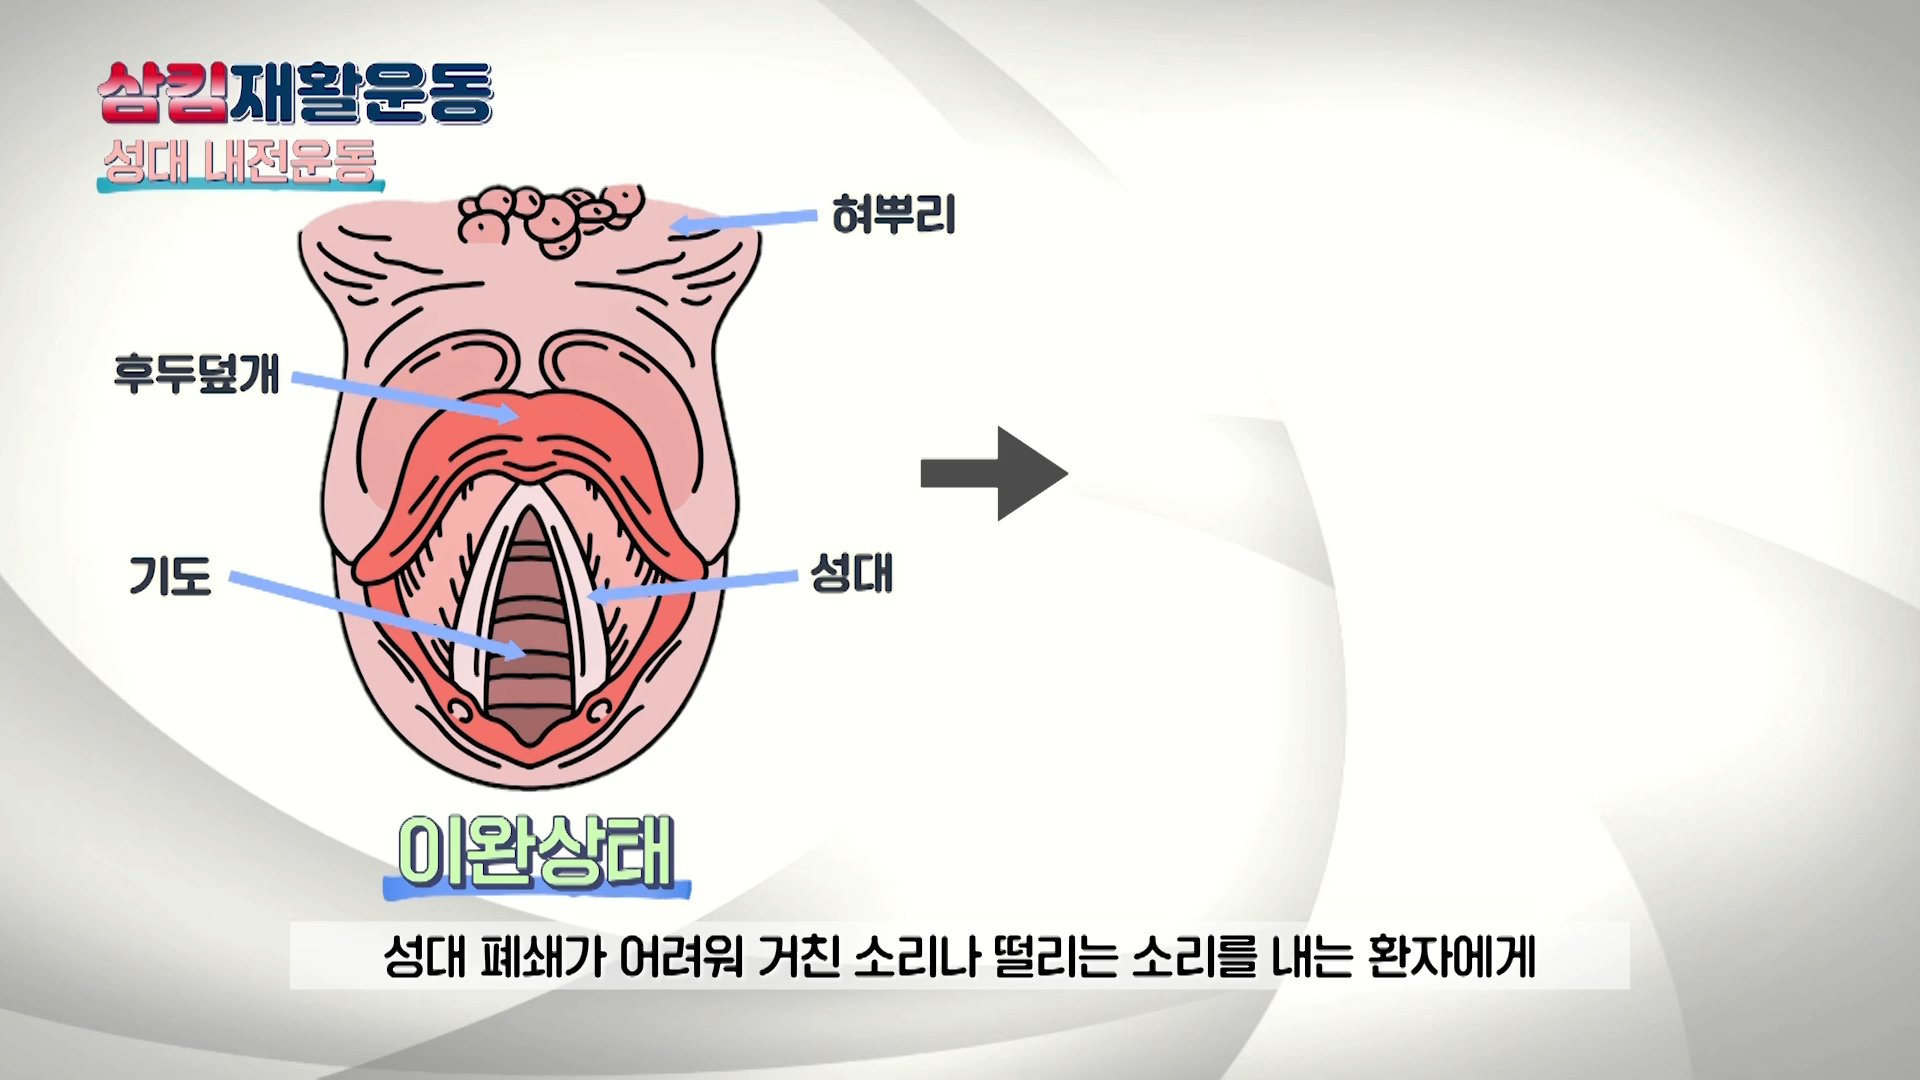 삼킴재활운동
성대 내전운동
혀뿌리
후두덮개
기도
성대
이완상태
성대 폐쇄가 어려워 거친 소리나 떨리는 소리를 내는 환자에게